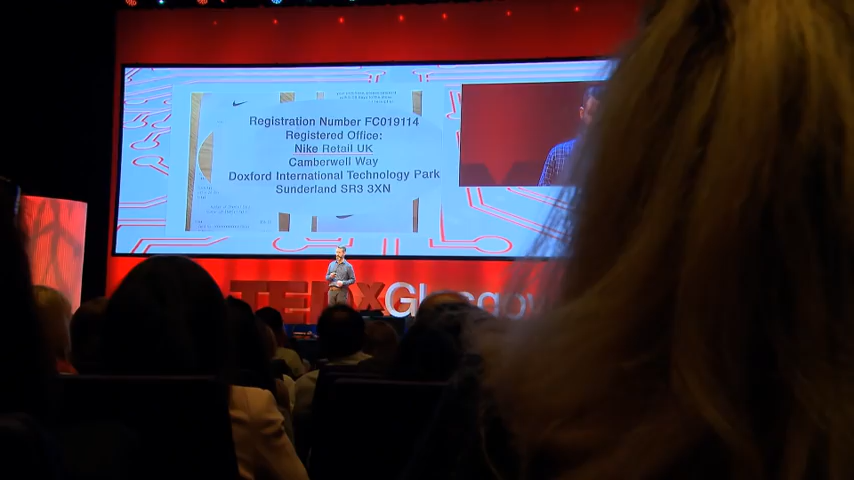 Registration Number FC019114
Registered Office:
Nike Retail UK
Camberwell Way
Doxford International Technology Park
Sunderland SR3 3XN
TEDxGlasgow